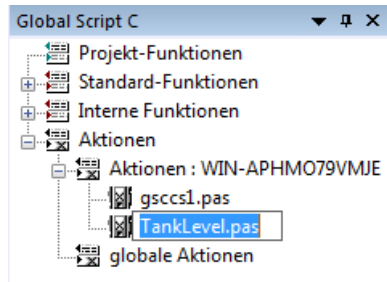 Global Script C
Projekt-Funktionen
Standard-Funktionen
Interne Funktionen
Aktionen
Aktionen : WIN-APHMO79VMJE
gsccs1.pas
TankLevel.pas
globale Aktionen